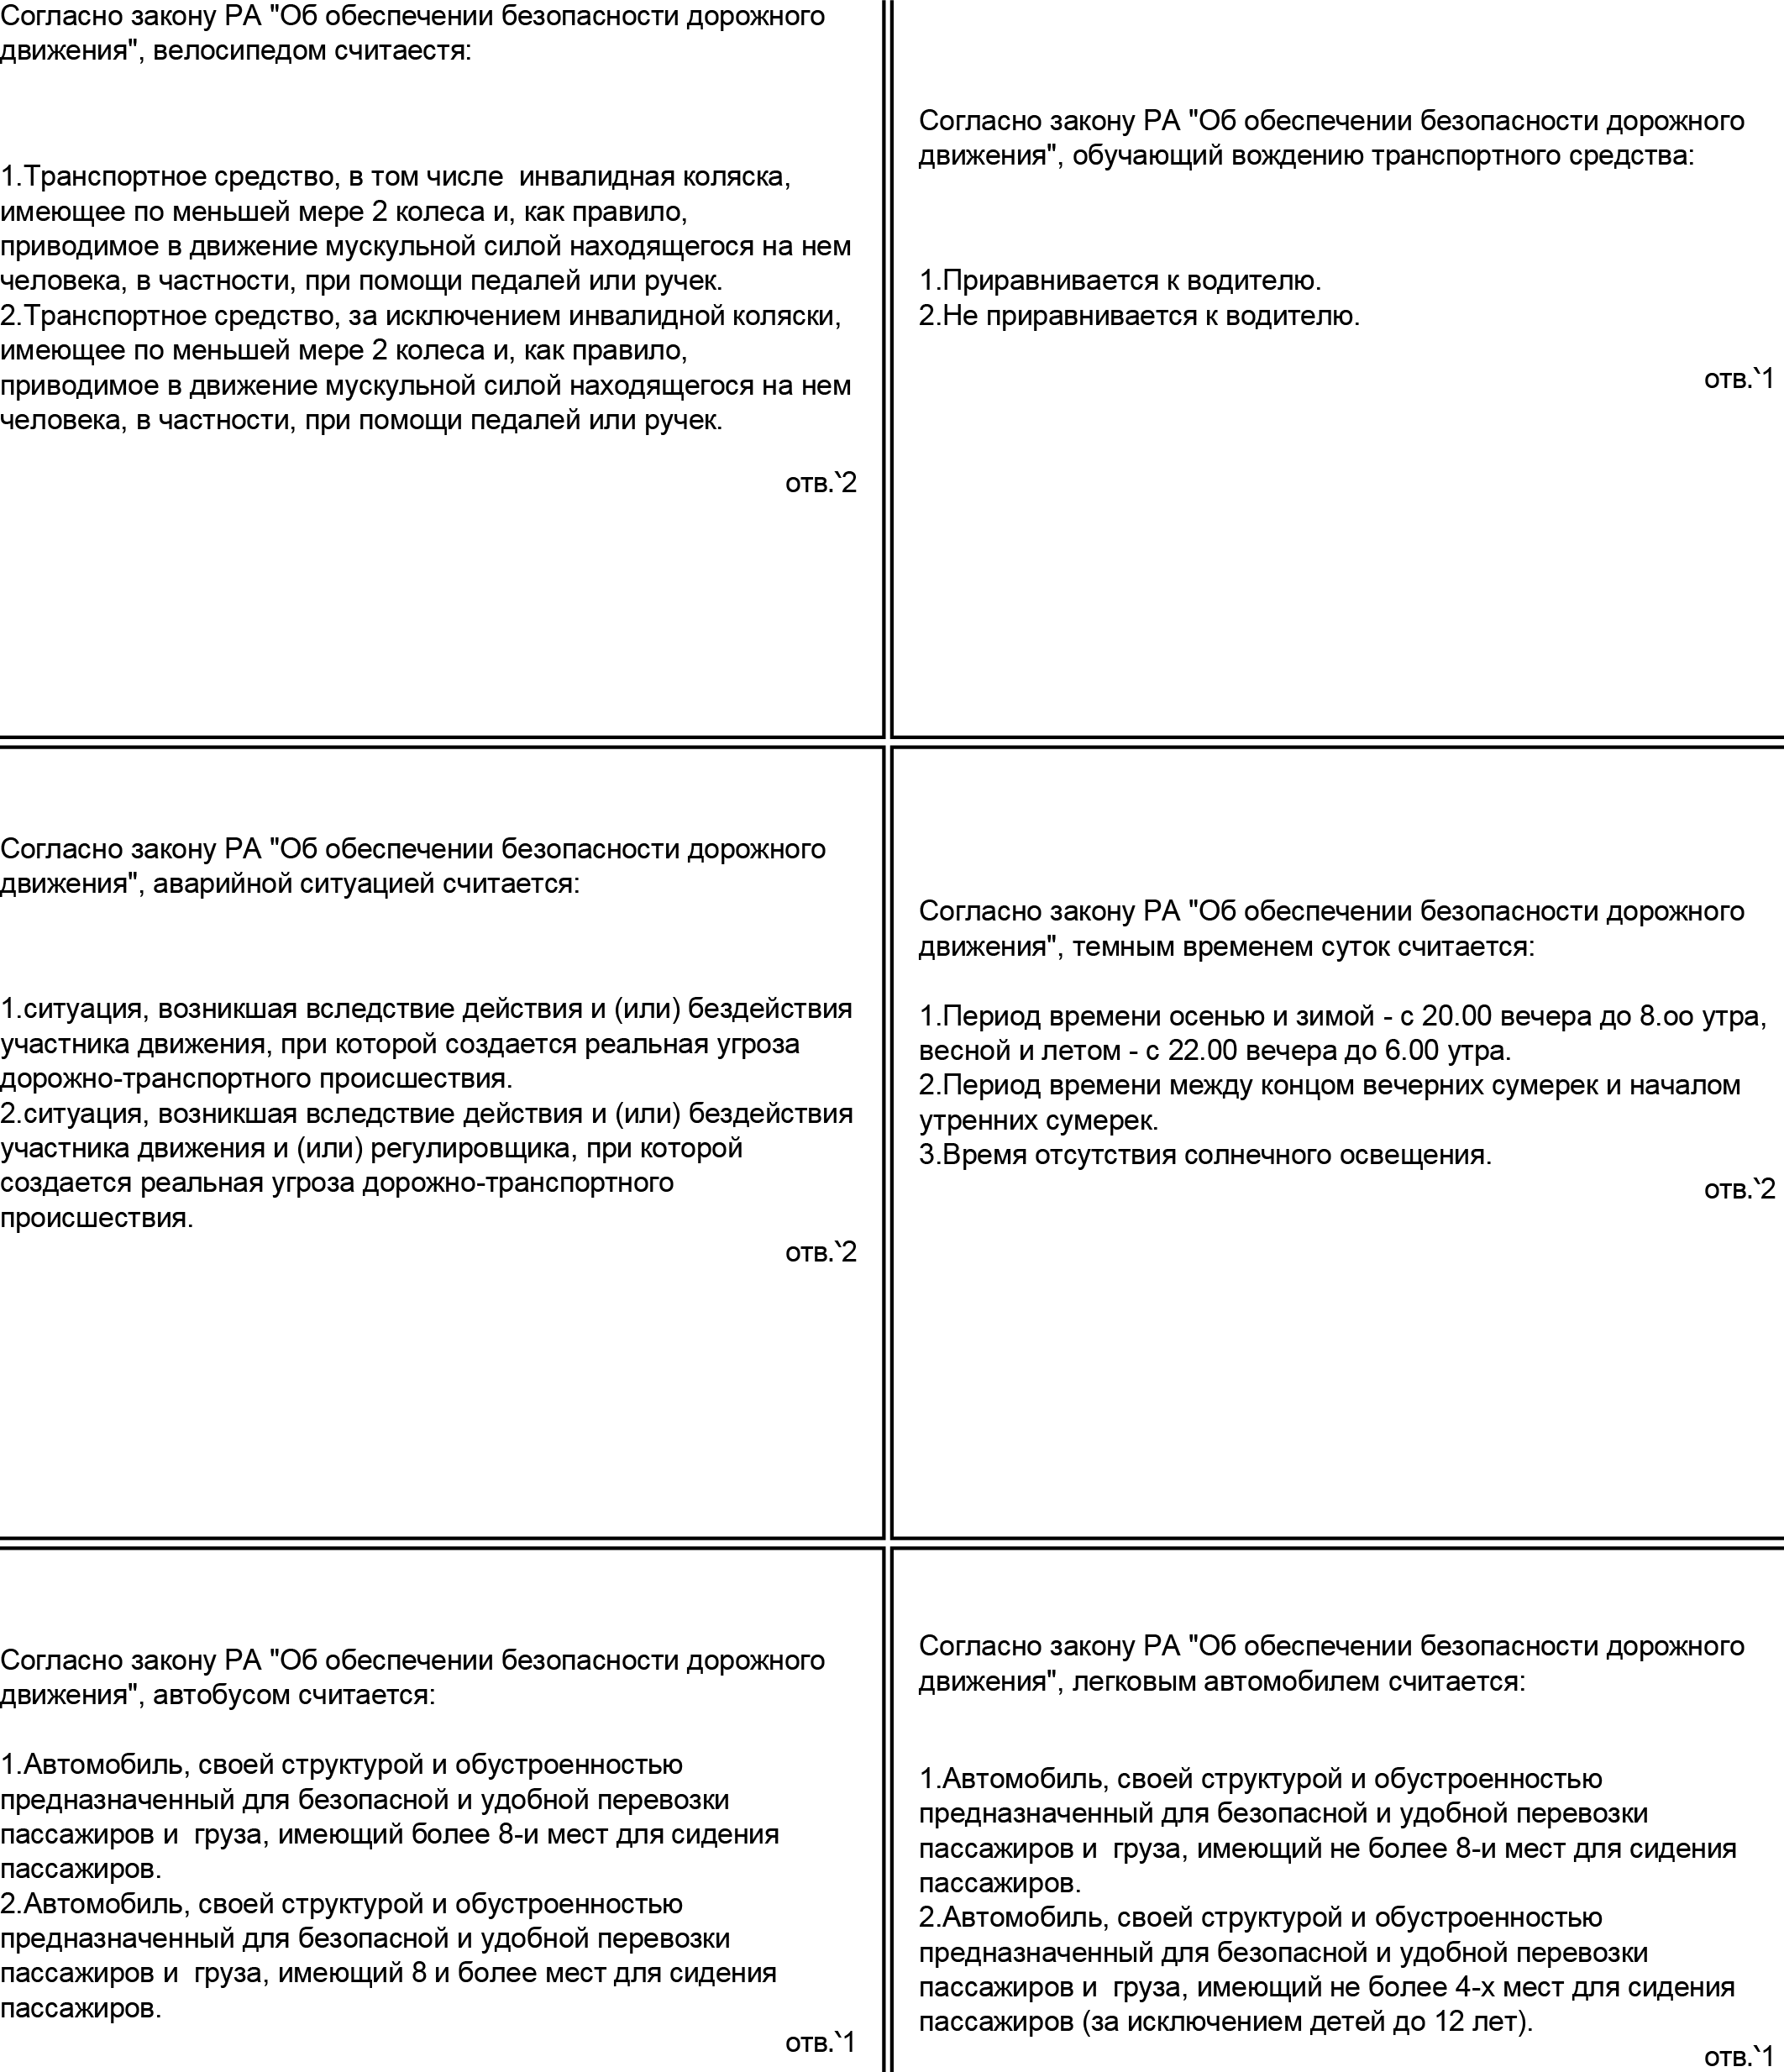 Согласно закону РА "Об обеспечении безопасности дорожного
движения", велосипедом считаестя:
1.Транспортное средство, в том числе  инвалидная коляска,
имеющее по меньшей мере 2 колеса и, как правило,
приводимое в движение мускульной силой находящегося на нем
человека, в частности, при помощи педалей или ручек.
2.Транспортное средство, за исключением инвалидной коляски,
имеющее по меньшей мере 2 колеса и, как правило,
приводимое в движение мускульной силой находящегося на нем
человека, в частности, при помощи педалей или ручек.
отв.՝2
Согласно закону РА "Об обеспечении безопасности дорожного
движения", обучающий вождению транспортного средства:
1.Приравнивается к водителю.
2.Не приравнивается к водителю.
отв.՝1
Согласно закону РА "Об обеспечении безопасности дорожного
движения", аварийной ситуацией считается:
1.ситуация, возникшая вследствие действия и (или) бездействия
участника движения, при которой создается реальная угроза
дорожно-транспортного происшествия.
2.ситуация, возникшая вследствие действия и (или) бездействия
участника движения и (или) регулировщика, при которой
создается реальная угроза дорожно-транспортного
происшествия.
отв.՝2
Согласно закону РА "Об обеспечении безопасности дорожного
движения", темным временем суток считается:
1.Период времени осенью и зимой - с 20.00 вечера до 8.оо утра,
весной и летом - с 22.00 вечера до 6.00 утра.
2.Период времени между концом вечерних сумерек и началом
утренних сумерек.
3.Время отсутствия солнечного освещения.
отв.՝2
Согласно закону РА "Об обеспечении безопасности дорожного
движения", автобусом считается:
1.Автомобиль, своей структурой и обустроенностью
предназначенный для безопасной и удобной перевозки
пассажиров и  груза, имеющий более 8-и мест для сидения
пассажиров.
2.Автомобиль, своей структурой и обустроенностью
предназначенный для безопасной и удобной перевозки
пассажиров и  груза, имеющий 8 и более мест для сидения
пассажиров.
отв.՝1
Согласно закону РА "Об обеспечении безопасности дорожного
движения", легковым автомобилем считается:
1.Автомобиль, своей структурой и обустроенностью
предназначенный для безопасной и удобной перевозки
пассажиров и  груза, имеющий не более 8-и мест для сидения
пассажиров.
2.Автомобиль, своей структурой и обустроенностью
предназначенный для безопасной и удобной перевозки
пассажиров и  груза, имеющий не более 4-х мест для сидения
пассажиров (за исключением детей до 12 лет).
отв.՝1